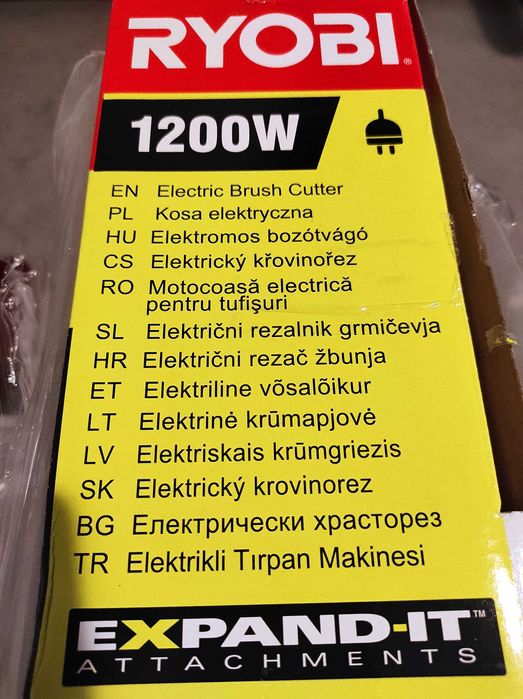 RYOBI®
1200W
EN Electric Brush Cutter
PL Kosa elektryczna
HU Elektromos bozótvágó
CS Elektrický křovinořez
RO Motocoasă electrică
pentru tufişuri
SL Električni rezalnik grmičevja
HR Električni rezač žbunja
ET Elektriline võsalõikur
LT Elektrinė krūmapjovė
LV Elektriskais krūmgriezis
SK Elektrický krovinorez
BG Електрически храсторез
TR Elektrikli Tırpan Makinesi
EXPAND-IT™
ATTACHMENTS